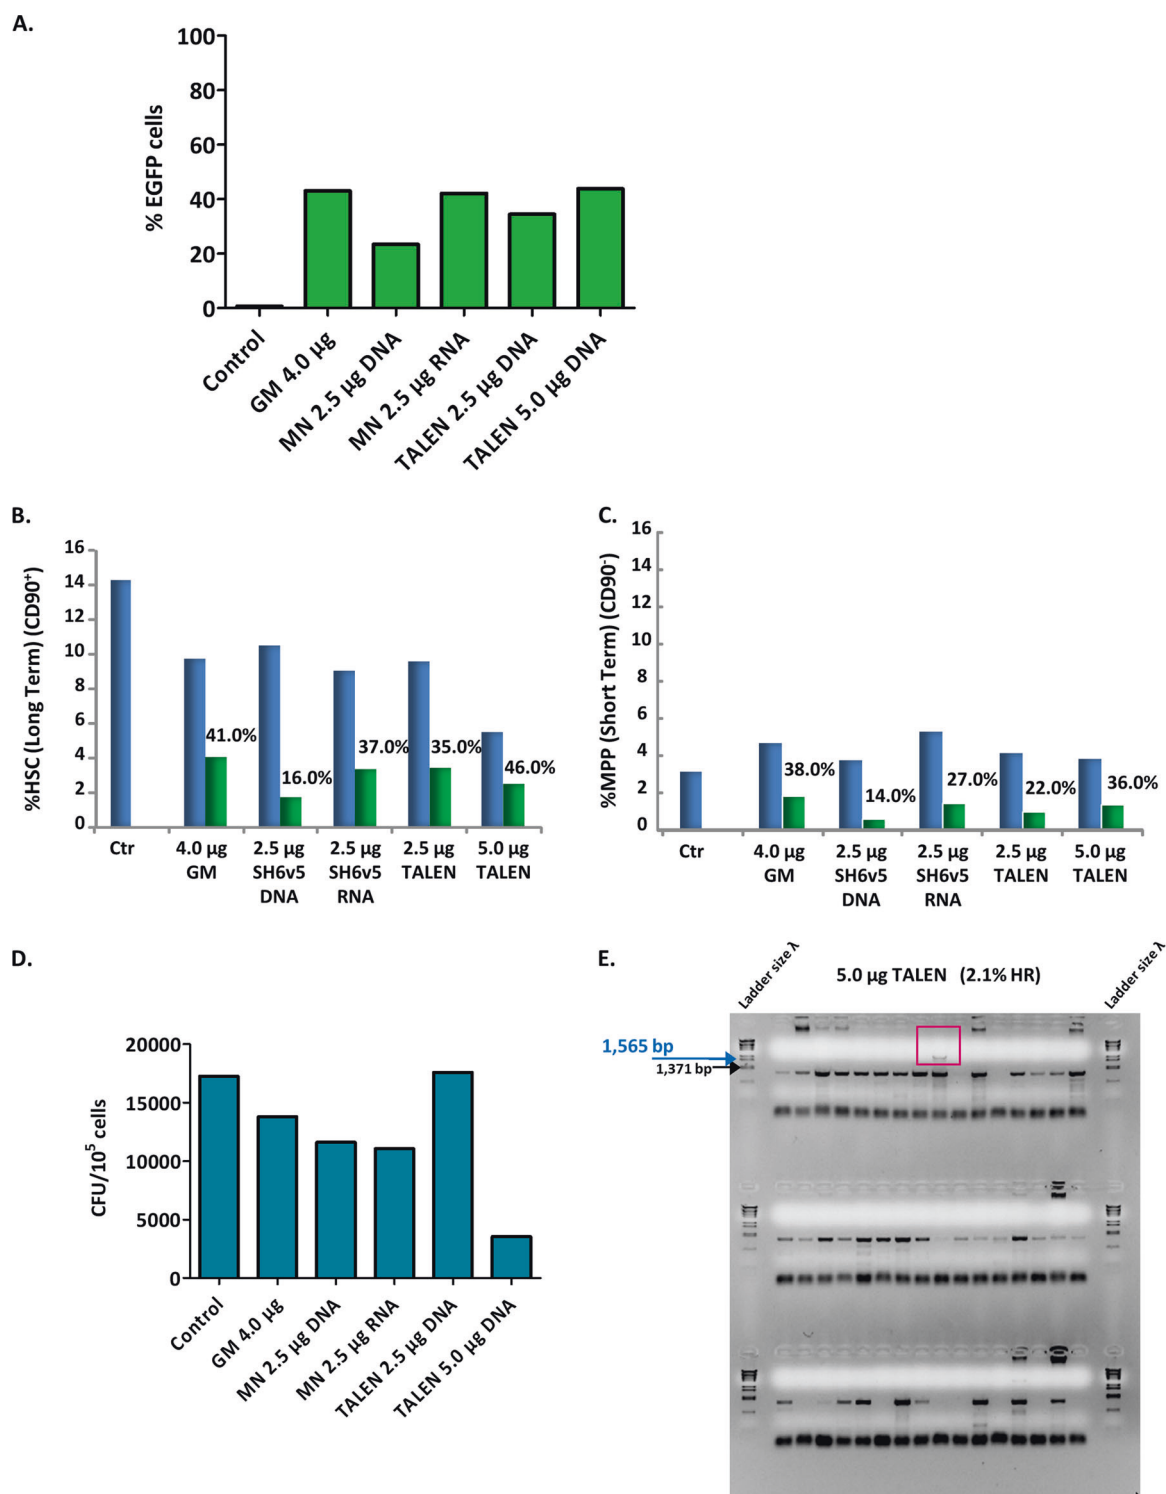 A.
% EGFP cells
100
80
60
40
20
0
Control
GM 4.0 µg
MN 2.5 µg DNA
MN 2.5 µg RNA
TALEN 2.5 µg DNA
TALEN 5.0 µg DNA
B.
%HSC (Long Term) (CD90⁺)
16
14
12
10
8
6
4
2
0
41.0%
16.0%
37.0%
35.0%
46.0%
Ctr
4.0 µg
GM
2.5 µg
SH6v5
DNA
2.5 µg
SH6v5
RNA
2.5 µg
TALEN
5.0 µg
TALEN
C.
%MPP (Short Term) (CD90⁻)
16
14
12
10
8
6
4
2
0
38.0%
14.0%
27.0%
22.0%
36.0%
Ctr
4.0 µg
GM
2.5 µg
SH6v5
DNA
2.5 µg
SH6v5
RNA
2.5 µg
TALEN
5.0 µg
TALEN
D.
CFU/10⁵ cells
20000
15000
10000
5000
0
Control
GM 4.0 µg
MN 2.5 µg DNA
MN 2.5 µg RNA
TALEN 2.5 µg DNA
TALEN 5.0 µg DNA
E.
Ladder size λ
5.0 µg TALEN (2.1% HR)
Ladder size λ
1,565 bp
1,371 bp